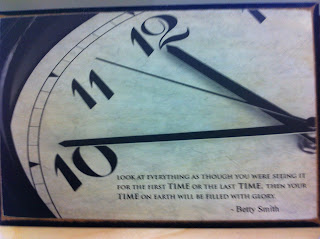 12
11
10
LOOK AT EVERYTHING AS THOUGH YOU WERE SEEING IT
FOR THE FIRST TIME OR THE LAST TIME, THEN YOUR
TIME ON EARTH WILL BE FILLED WITH GLORY.
- Betty Smith